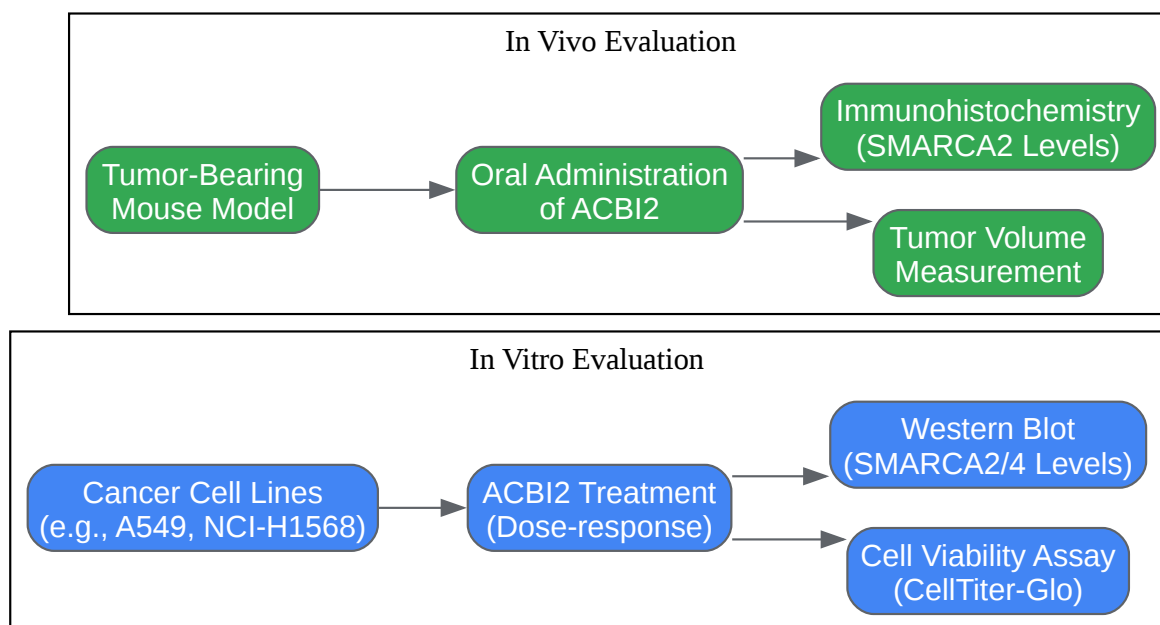 In Vivo Evaluation
Tumor-Bearing
Mouse Model
Oral Administration
of ACBI2
Immunohistochemistry
(SMARCA2 Levels)
Tumor Volume
Measurement
In Vitro Evaluation
Cancer Cell Lines
(e.g., A549, NCI-H1568)
ACBI2 Treatment
(Dose-response)
Western Blot
(SMARCA2/4 Levels)
Cell Viability Assay
(CellTiter-Glo)